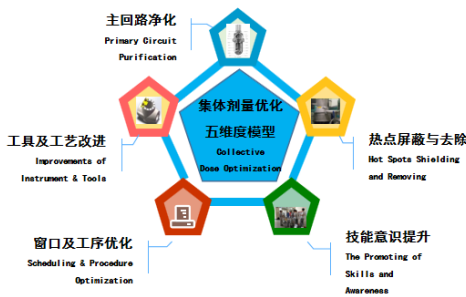 主回路净化
Primary Circuit
Purification
集体剂量优化
五维度模型
Collective
Dose Optimization
工具及工艺改进
Improvements of
Instrument & Tools
热点屏蔽与去除
Hot Spots Shielding
and Removing
窗口及工序优化
Scheduling & Procedure
Optimization
技能意识提升
The Promoting of
Skills and
Awareness